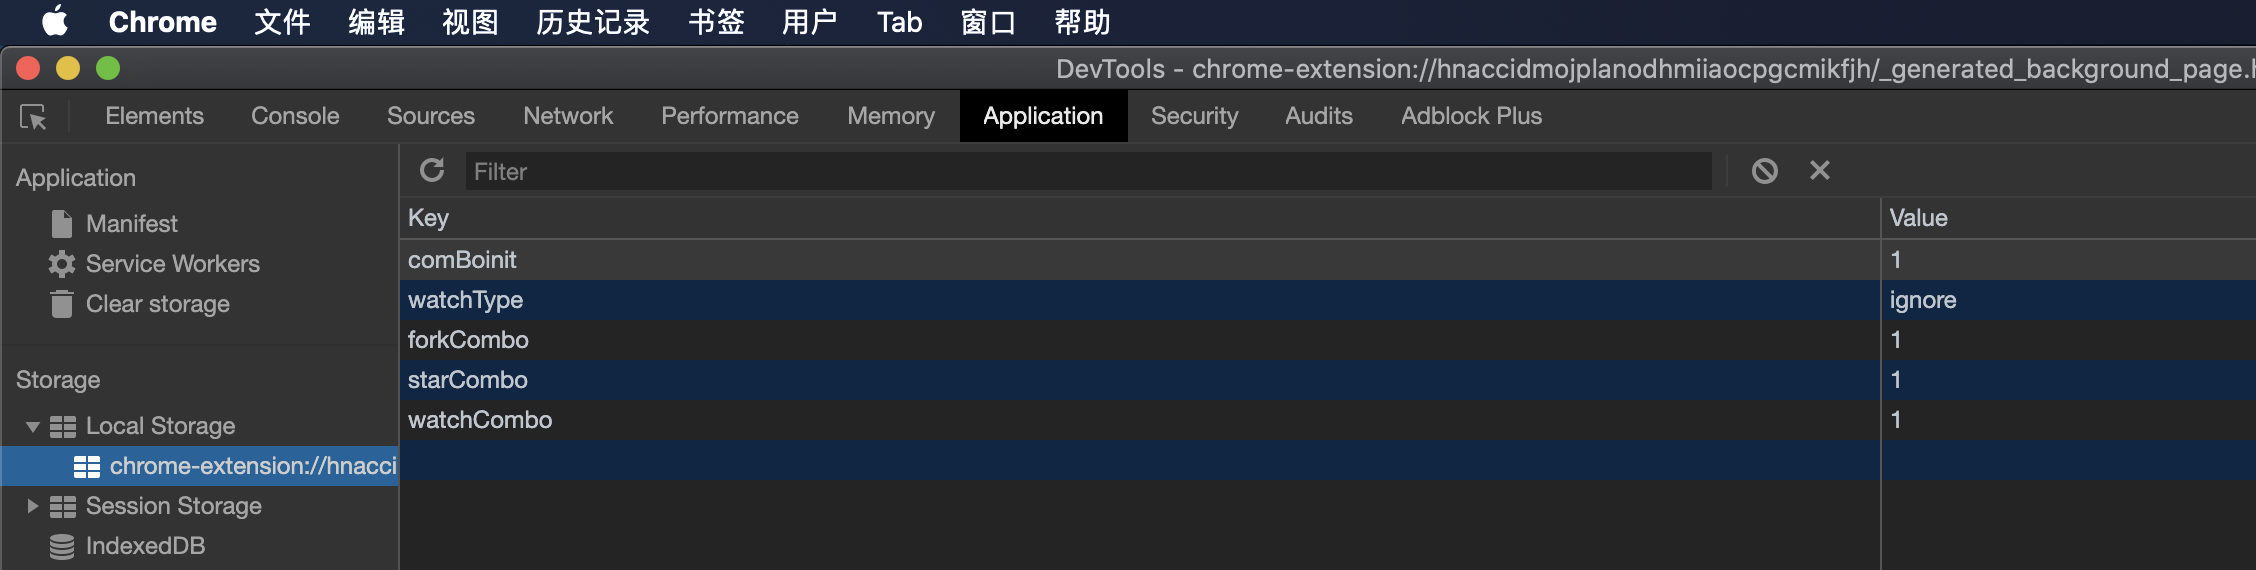 Chrome 文件 编辑 视图 历史记录 书签 用户 Tab 窗口 帮助
DevTools - chrome-extension://hnaccidmojplanodhmiiaocpgcmikfjh/_generated_background_page.h
Elements Console Sources Network Performance Memory Application Security Audits Adblock Plus
Application
Manifest
Service Workers
Clear storage
Storage
Local Storage
chrome-extension://hnacci
Session Storage
IndexedDB
Filter
Key Value
comBoinit 1
watchType ignore
forkCombo 1
starCombo 1
watchCombo 1